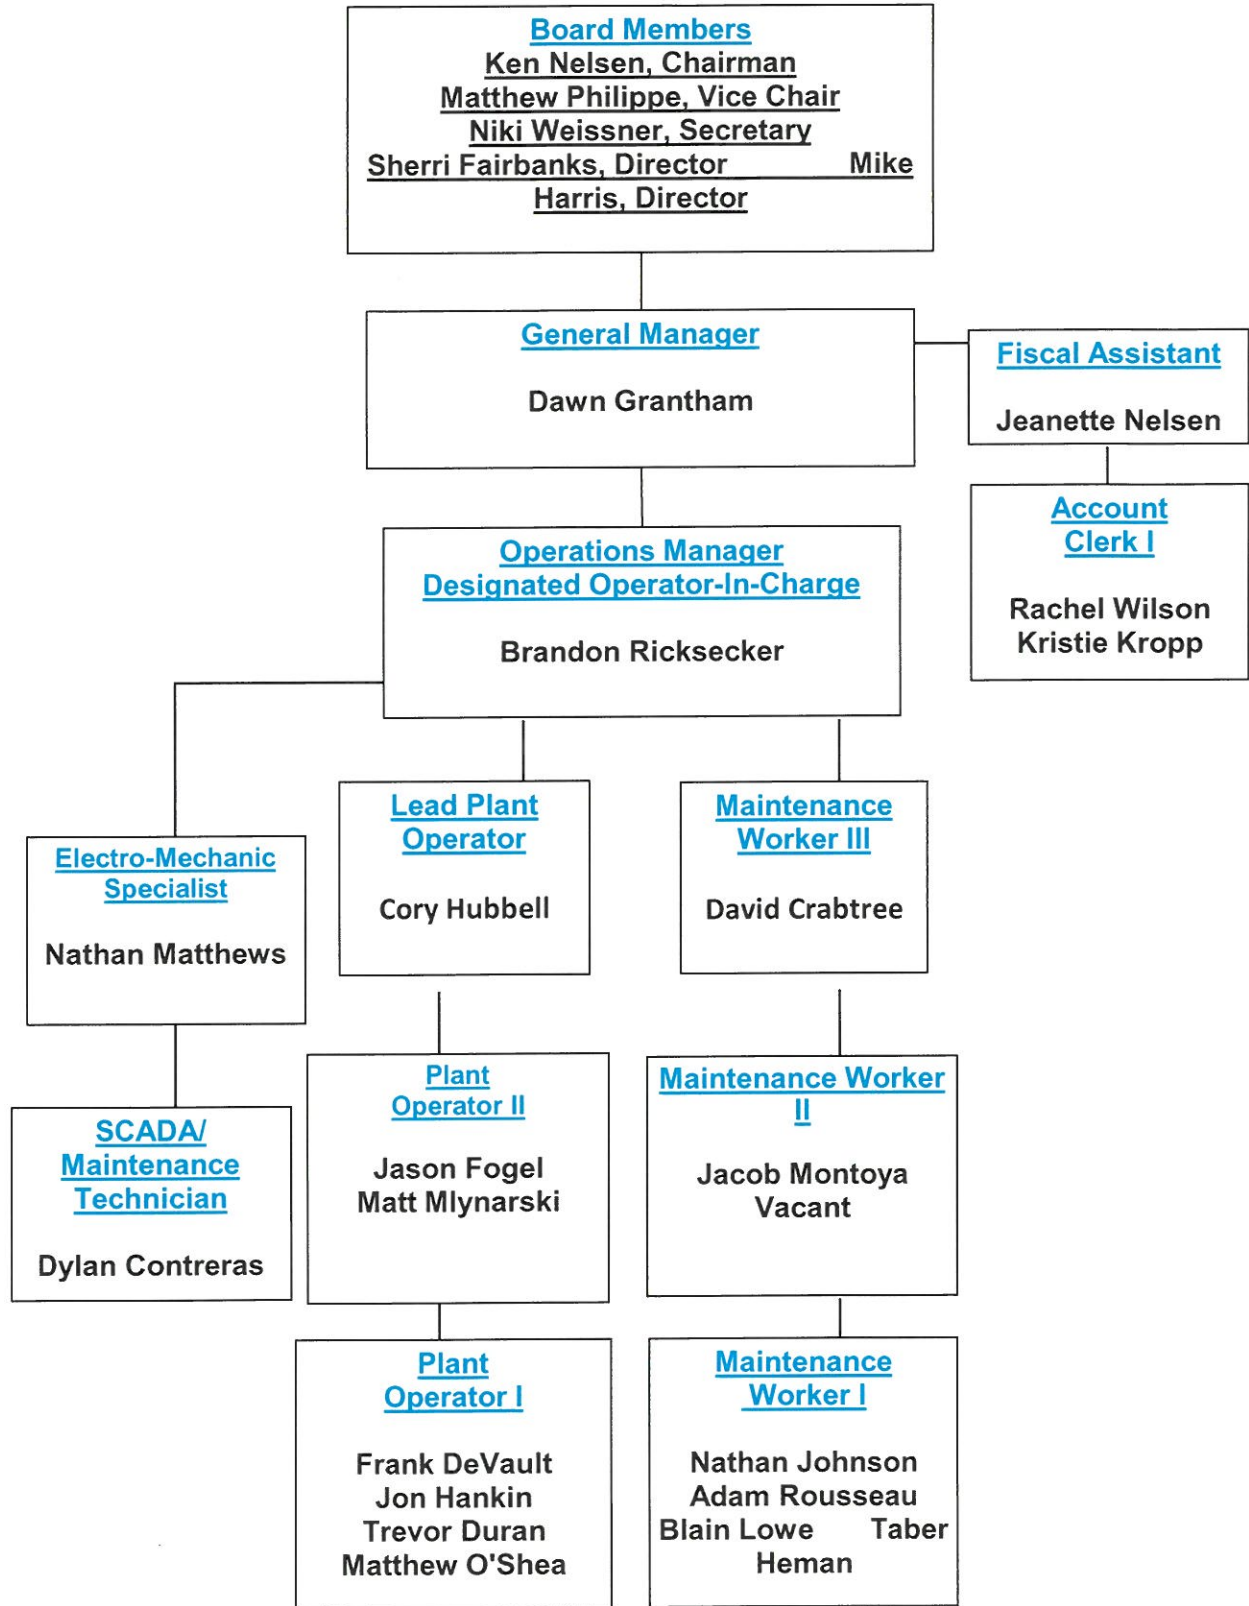 Board Members
Ken Nelsen, Chairman
Matthew Philippe, Vice Chair
Niki Weissner, Secretary
Sherri Fairbanks, Director Mike
Harris, Director
General Manager
Dawn Grantham
Fiscal Assistant
Jeanette Nelsen
Account
Clerk I
Rachel Wilson
Kristie Kropp
Operations Manager
Designated Operator-In-Charge
Brandon Ricksecker
Electro-Mechanic
Specialist
Nathan Matthews
Lead Plant
Operator
Cory Hubbell
Maintenance
Worker III
David Crabtree
SCADA/
Maintenance
Technician
Dylan Contreras
Plant
Operator II
Jason Fogel
Matt Mlynarski
Maintenance Worker
II
Jacob Montoya
Vacant
Plant
Operator I
Frank DeVault
Jon Hankin
Trevor Duran
Matthew O'Shea
Maintenance
Worker I
Nathan Johnson
Adam Rousseau
Blain Lowe Taber
Heman